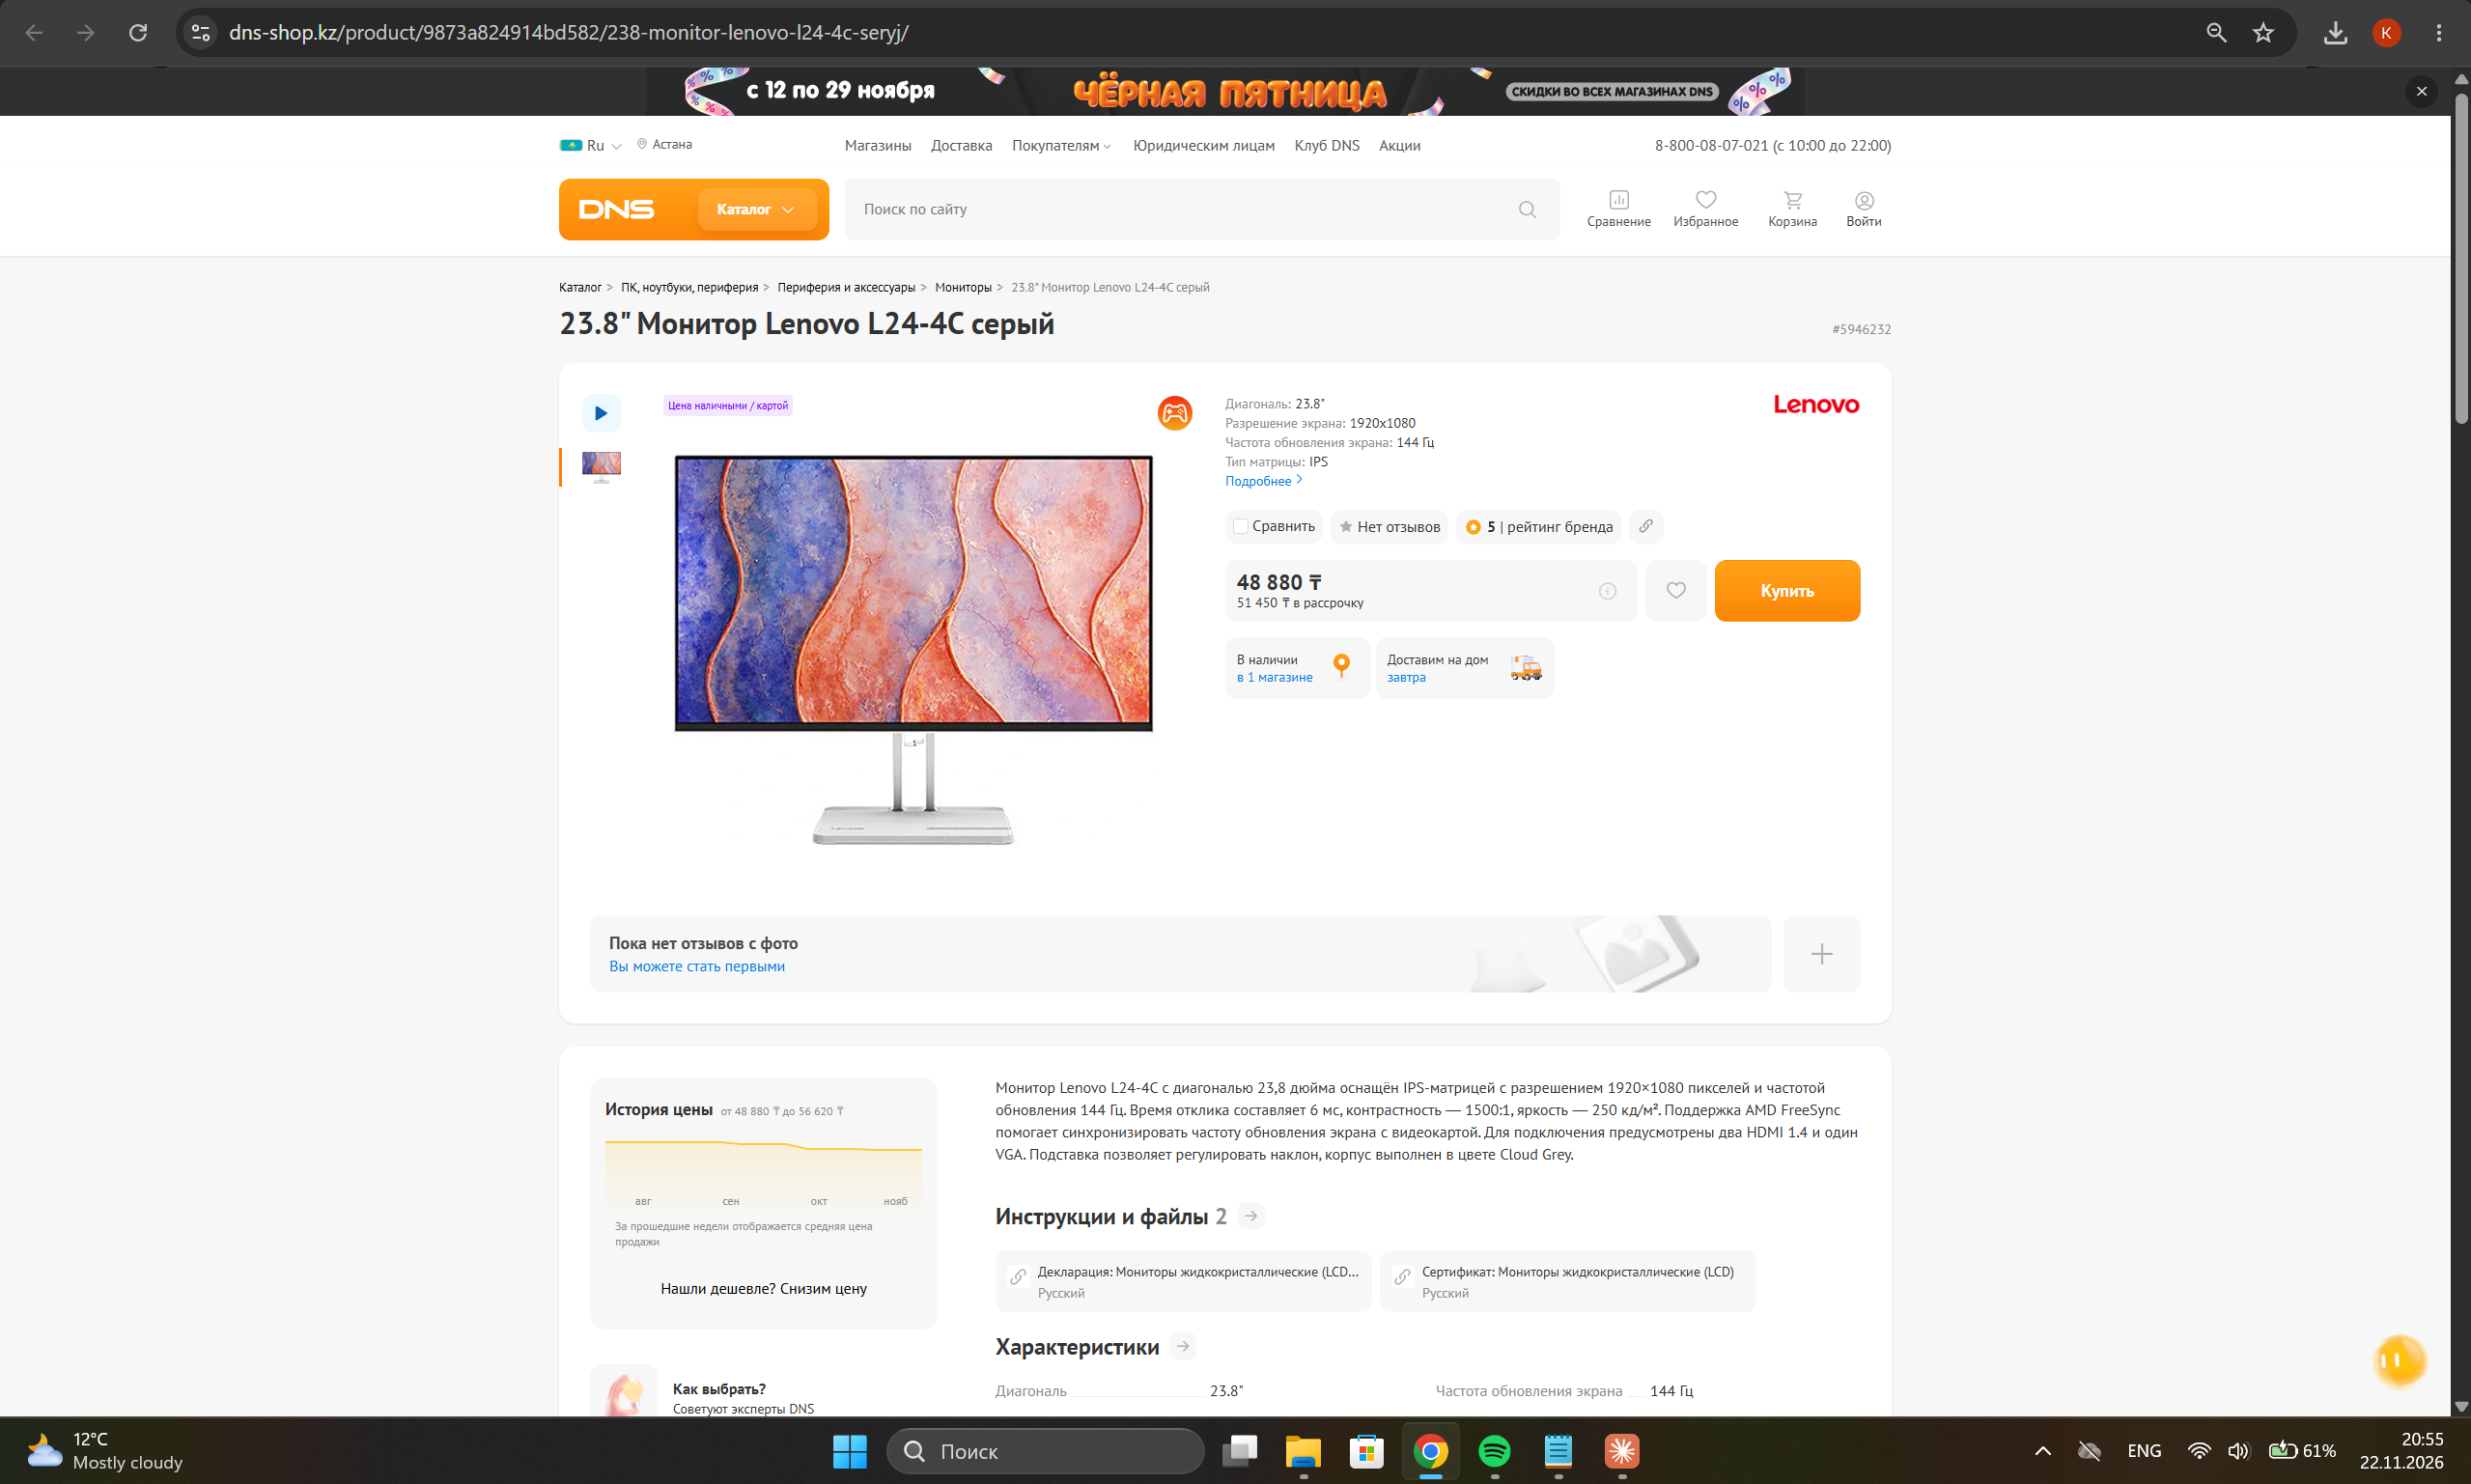 dns-shop.kz/product/9873a824914bd582/238-monitor-lenovo-l24-4c-seryj/
K
с 12 по 29 ноября
ЧЁРНАЯ ПЯТНИЦА
СКИДКИ ВО ВСЕХ МАГАЗИНАХ DNS
Ru
Астана
Магазины
Доставка
Покупателям
Юридическим лицам
Клуб DNS
Акции
8-800-08-07-021 (с 10:00 до 22:00)
DNS
Каталог
Поиск по сайту
Сравнение
Избранное
Корзина
Войти
Каталог > ПК, ноутбуки, периферия > Периферия и аксессуары > Мониторы > 23.8" Монитор Lenovo L24-4C серый
23.8" Монитор Lenovo L24-4C серый
#5946232
Цена наличными / картой
Диагональ: 23.8"
Разрешение экрана: 1920x1080
Частота обновления экрана: 144 Гц
Тип матрицы: IPS
Подробнее
Lenovo
Сравнить
Нет отзывов
5 | рейтинг бренда
48 880 ₸
51 450 ₸ в рассрочку
Купить
В наличии
в 1 магазине
Доставим на дом
завтра
Пока нет отзывов с фото
Вы можете стать первыми
История цены от 48 880 ₸ до 56 620 ₸
авг
сен
окт
нояб
За прошедшие недели отображается средняя цена
продажи
Нашли дешевле? Снизим цену
Как выбрать?
Советуют эксперты DNS
Монитор Lenovo L24-4C с диагональю 23,8 дюйма оснащён IPS-матрицей с разрешением 1920×1080 пикселей и частотой
обновления 144 Гц. Время отклика составляет 6 мс, контрастность — 1500:1, яркость — 250 кд/м². Поддержка AMD FreeSync
помогает синхронизировать частоту обновления экрана с видеокартой. Для подключения предусмотрены два HDMI 1.4 и один
VGA. Подставка позволяет регулировать наклон, корпус выполнен в цвете Cloud Grey.
Инструкции и файлы 2
Декларация: Мониторы жидкокристаллические (LCD...
Русский
Сертификат: Мониторы жидкокристаллические (LCD)
Русский
Характеристики
Диагональ 23.8"
Частота обновления экрана 144 Гц
12°C
Mostly cloudy
Поиск
ENG
61%
20:55
22.11.2026